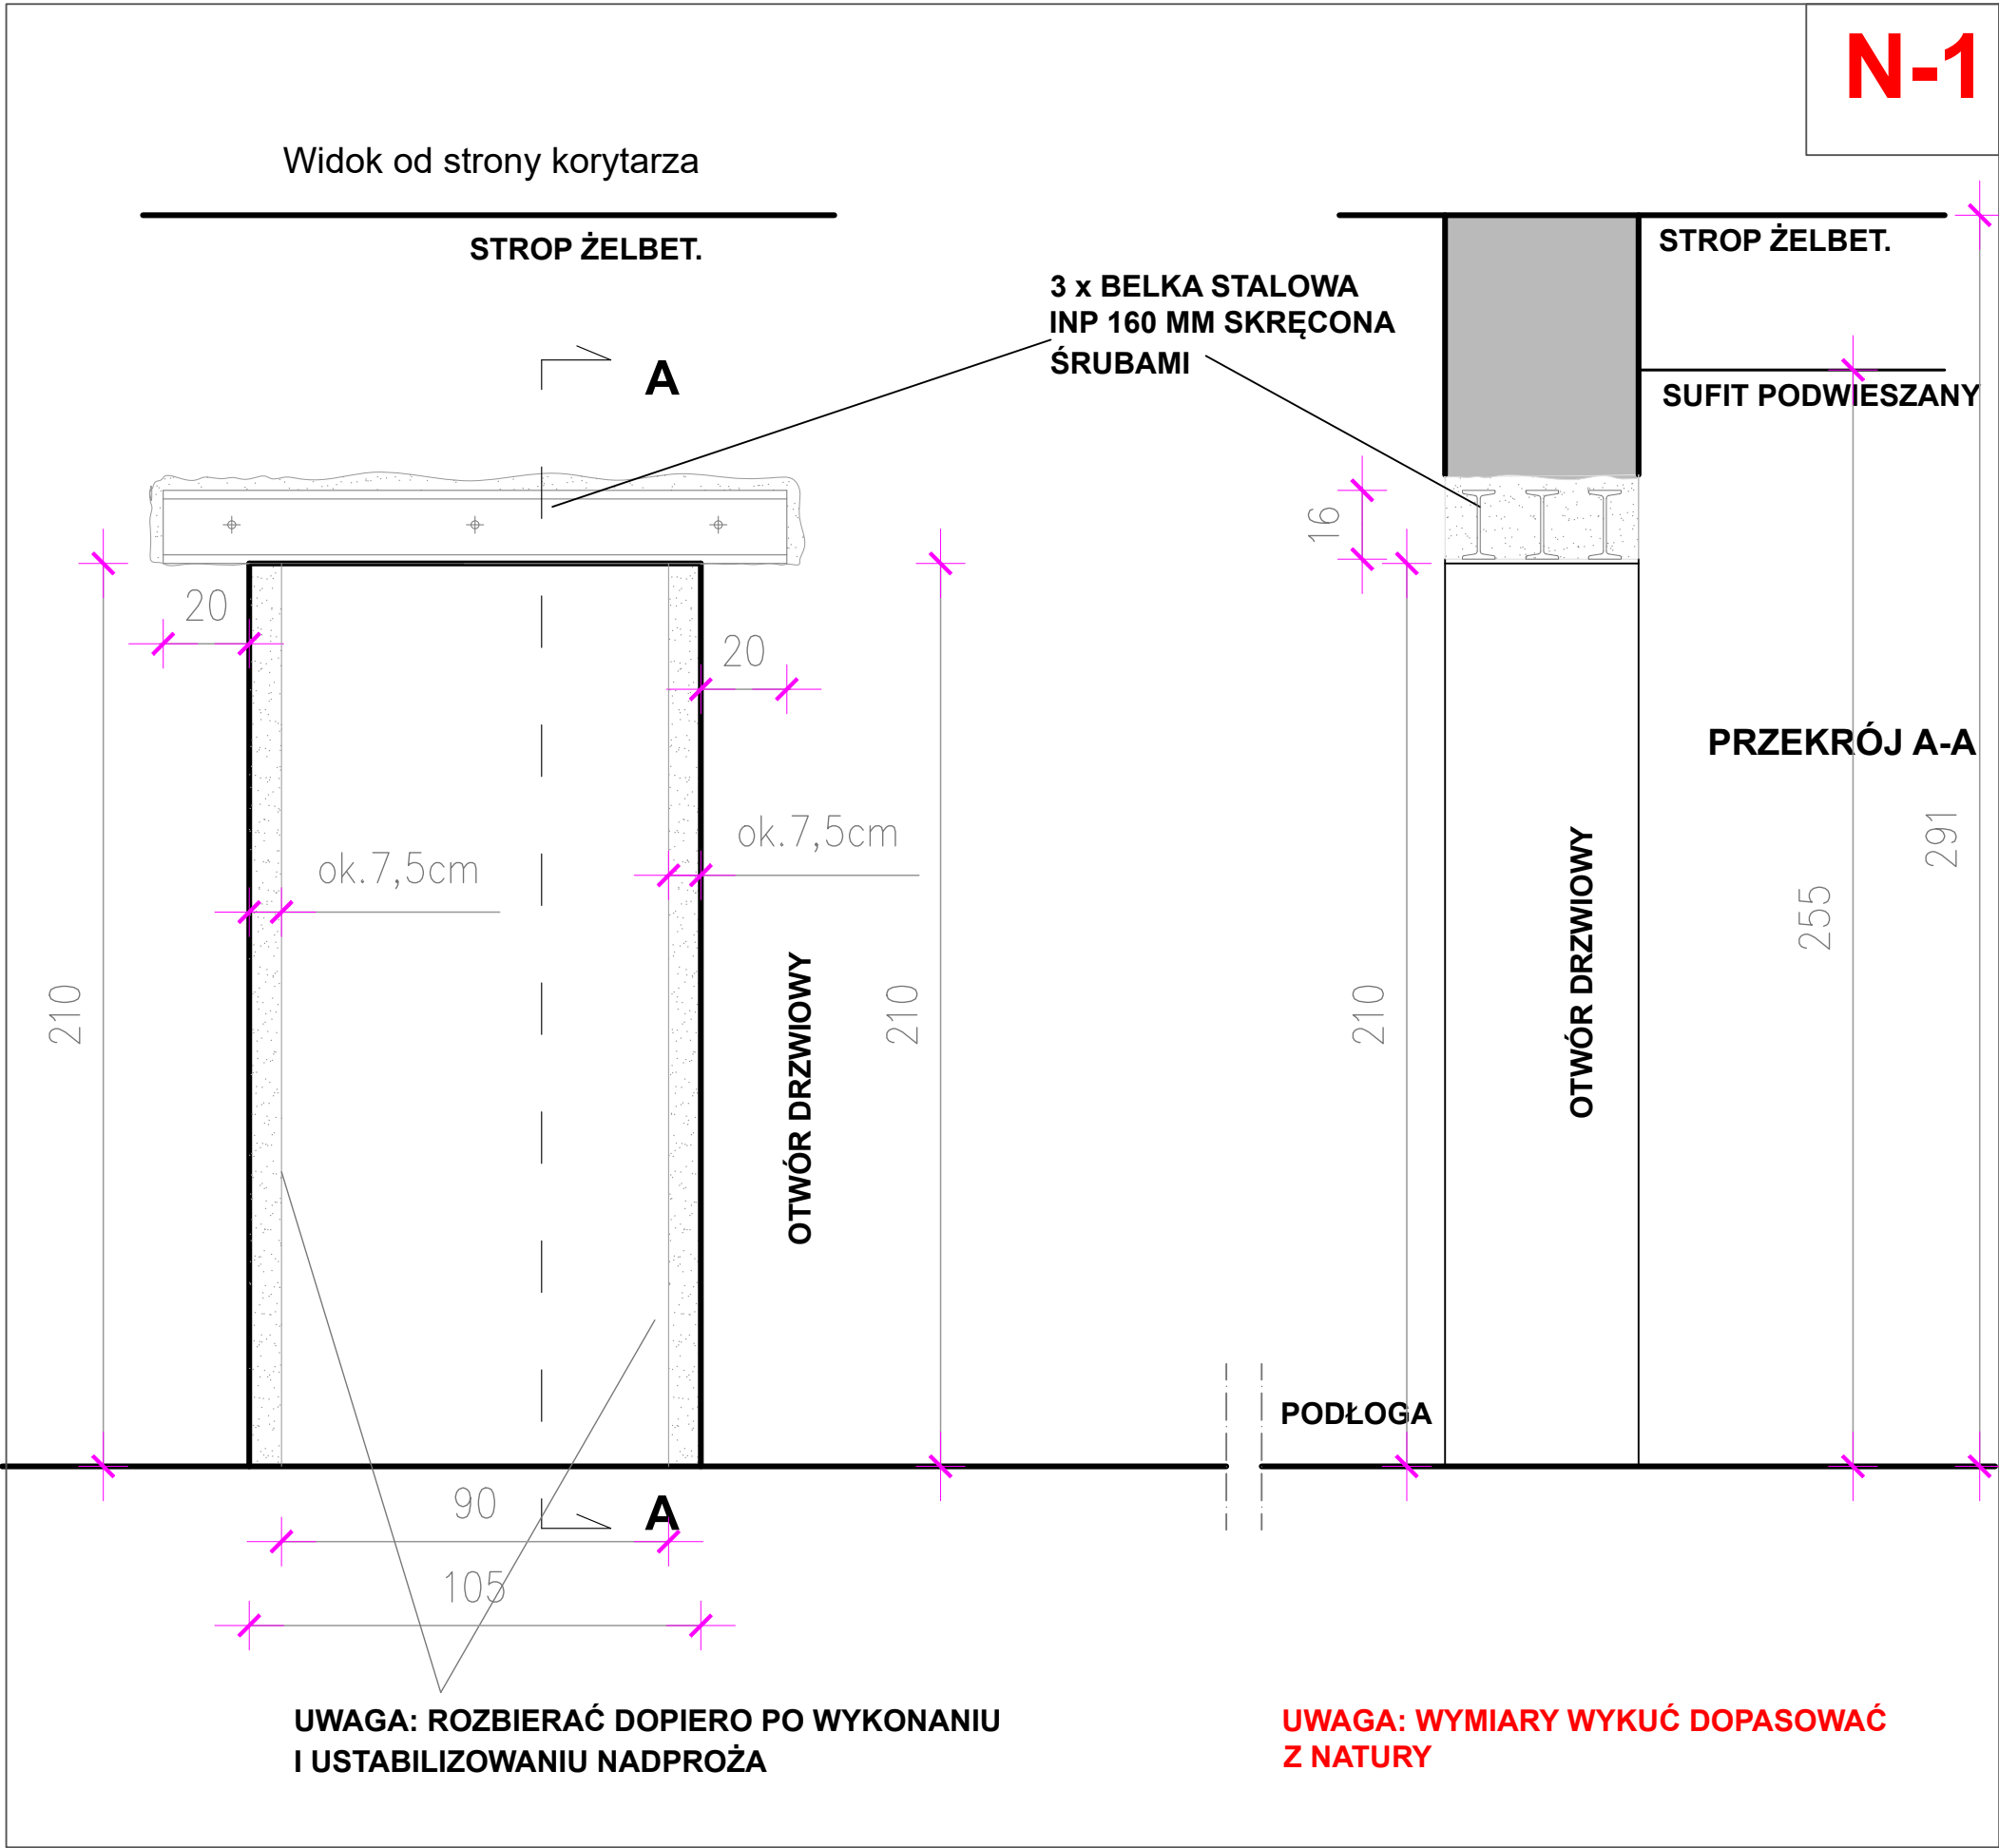 N-1
Widok od strony korytarza
STROP ŻELBET.
STROP ŻELBET.
3 x BELKA STALOWA
INP 160 MM SKRĘCONA
ŚRUBAMI
A
SUFIT PODWIESZANY
16
20
20
PRZEKRÓJ A-A
ok.7,5cm
ok.7,5cm
210
OTWÓR DRZWIOWY
210
210
OTWÓR DRZWIOWY
255
291
PODŁOGA
90
A
105
UWAGA: ROZBIERAĆ DOPIERO PO WYKONANIU
I USTABILIZOWANIU NADPROŻA
UWAGA: WYMIARY WYKUĆ DOPASOWAĆ
Z NATURY